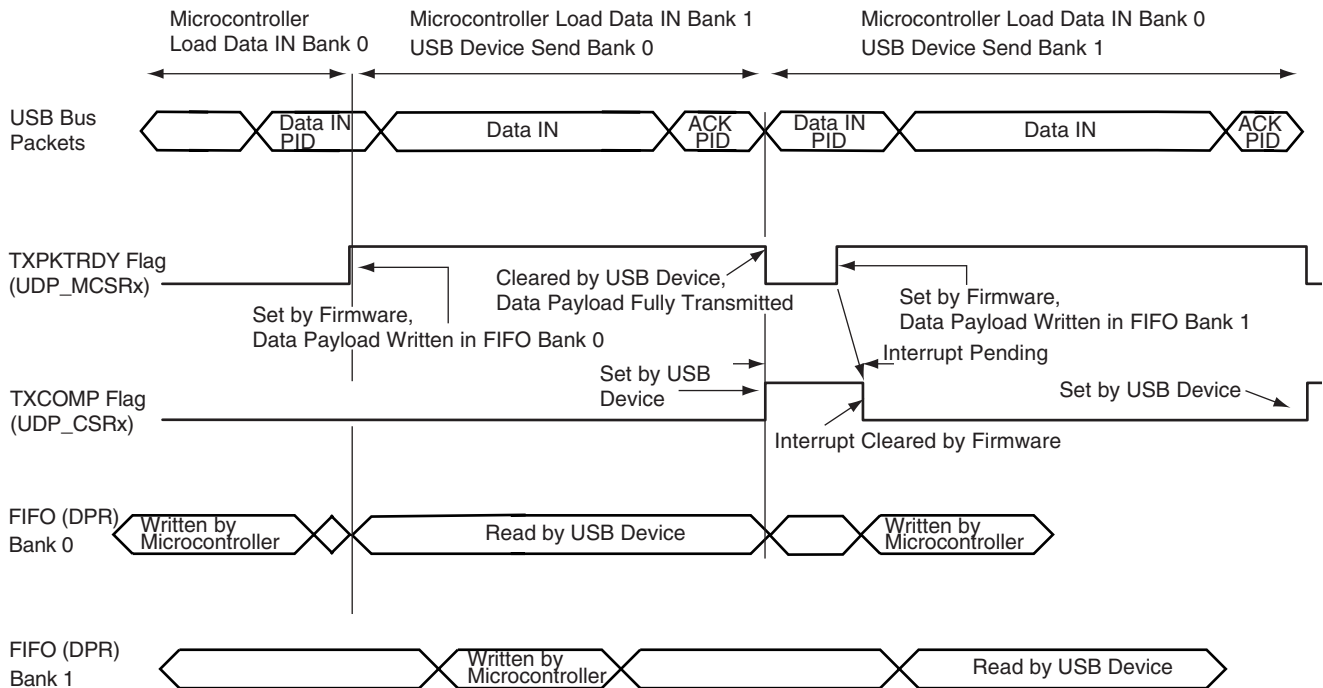 Microcontroller
Load Data IN Bank 0
Microcontroller Load Data IN Bank 1
USB Device Send Bank 0
Microcontroller Load Data IN Bank 0
USB Device Send Bank 1
USB Bus
Packets
Data IN
PID
Data IN
ACK
PID
Data IN
PID
Data IN
ACK
PID
TXPKTRDY Flag
(UDP_MCSRx)
Set by Firmware,
Data Payload Written in FIFO Bank 0
Cleared by USB Device,
Data Payload Fully Transmitted
Set by Firmware,
Data Payload Written in FIFO Bank 1
Interrupt Pending
TXCOMP Flag
(UDP_CSRx)
Set by USB
Device
Set by USB Device
Interrupt Cleared by Firmware
FIFO (DPR)
Bank 0
Written by
Microcontroller
Read by USB Device
Written by
Microcontroller
FIFO (DPR)
Bank 1
Written by
Microcontroller
Read by USB Device